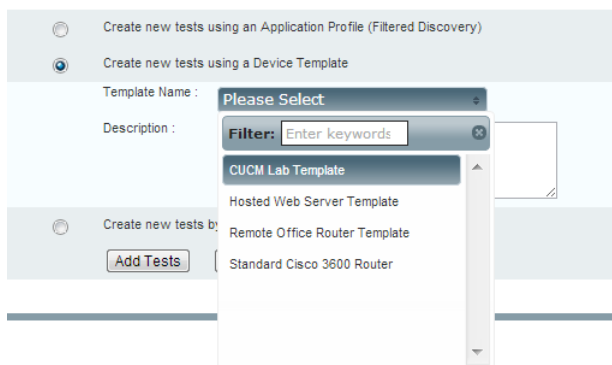 Create new tests using an Application Profile (Filtered Discovery)
Create new tests using a Device Template
Template Name :
Please Select
Description :
Filter: Enter keywords
CUCM Lab Template
Hosted Web Server Template
Create new tests by
Remote Office Router Template
Add Tests
Standard Cisco 3600 Router